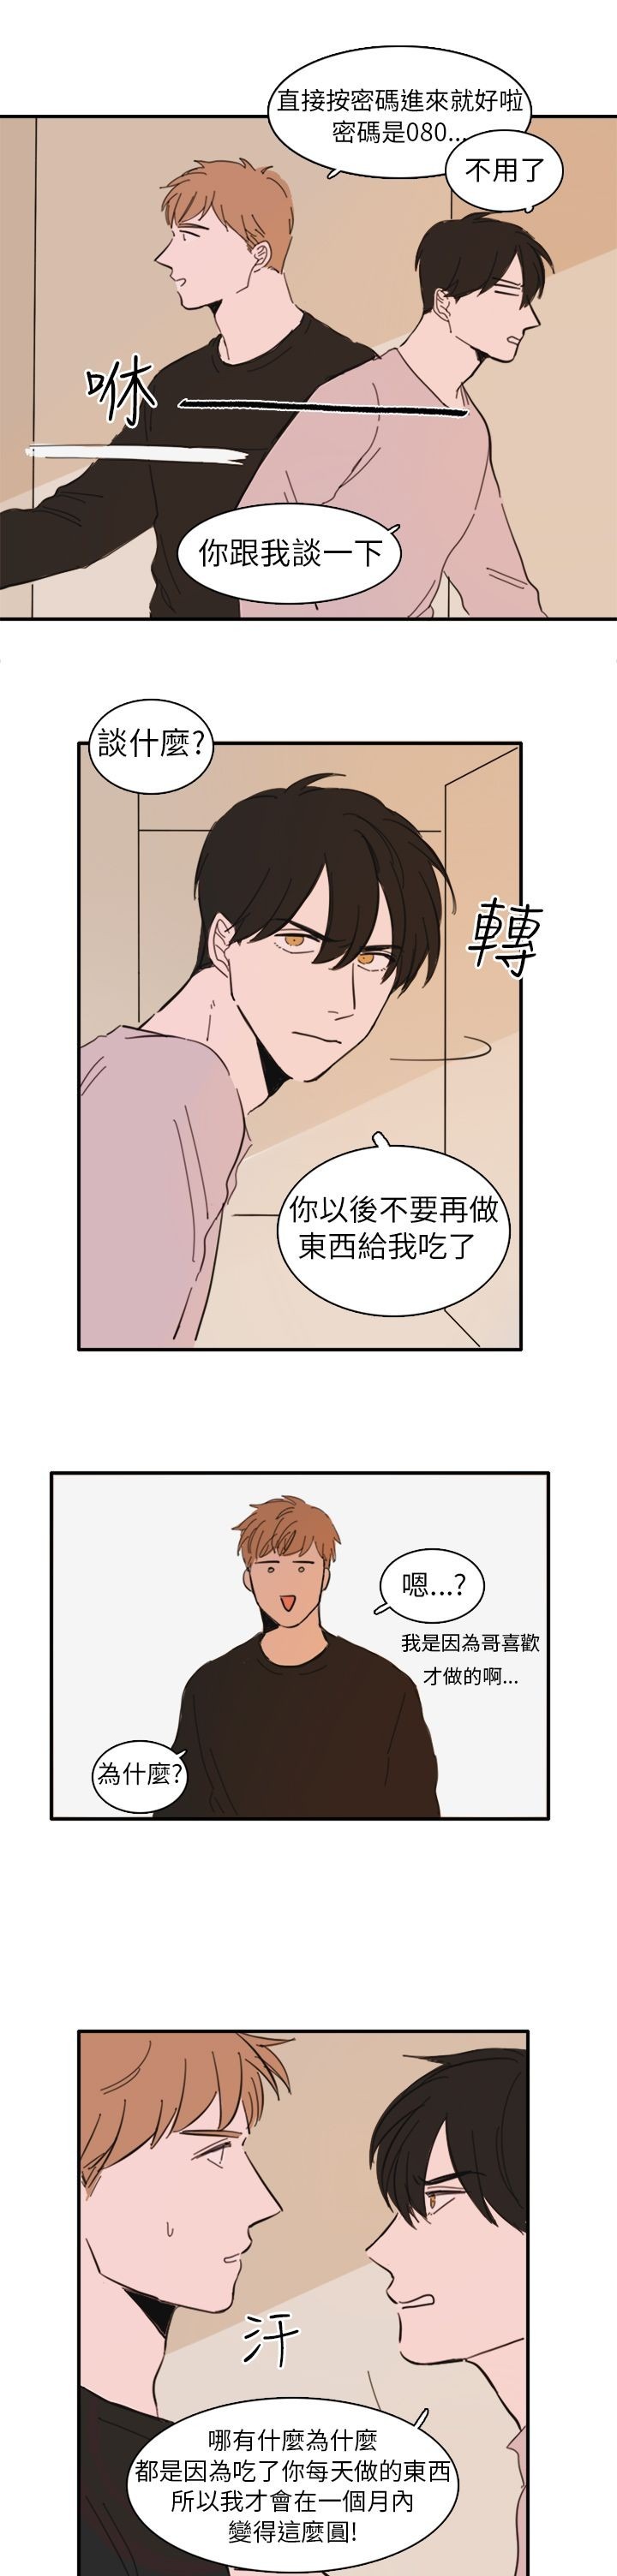 直接按密碼進來就好啦
密碼是080...
不用了
咻
你跟我談一下
談什麼?
轉
你以後不要再做
東西給我吃了
嗯...?
我是因為哥喜歡
才做的啊...
為什麼?
汗
哪有什麼為什麼
都是因為吃了你每天做的東西
所以我才會在一個月內
變得這麼圓!